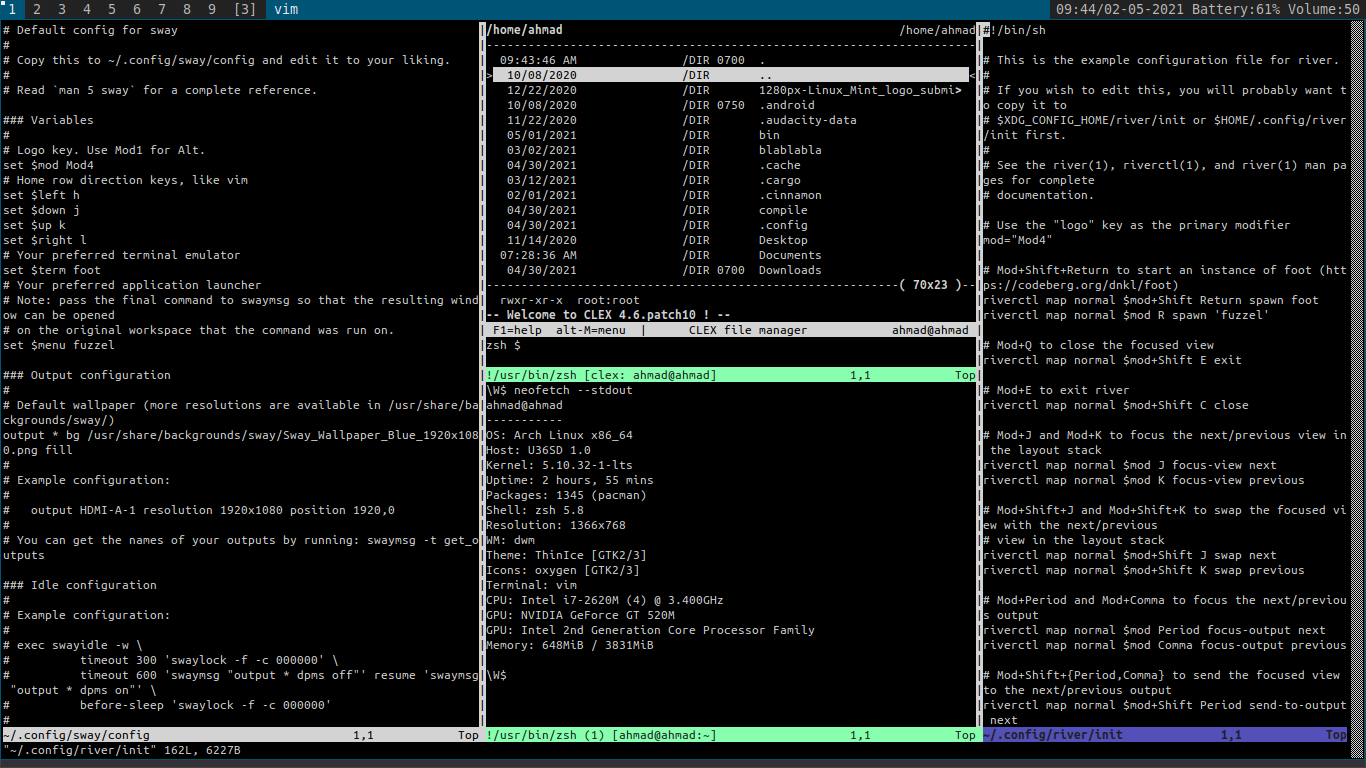 1 2 3 4 5 6 7 8 9 [3] vim
09:44/02-05-2021 Battery:61% Volume:50
# Default config for sway
#
# Copy this to ~/.config/sway/config and edit it to your liking.
#
# Read `man 5 sway` for a complete reference.
### Variables
#
# Logo key. Use Mod1 for Alt.
set $mod Mod4
# Home row direction keys, like vim
set $left h
set $down j
set $up k
set $right l
# Your preferred terminal emulator
set $term foot
# Your preferred application launcher
# Note: pass the final command to swaymsg so that the resulting wind
ow can be opened
# on the original workspace that the command was run on.
set $menu fuzzel
### Output configuration
#
# Default wallpaper (more resolutions are available in /usr/share/ba
ckgrounds/sway/)
output * bg /usr/share/backgrounds/sway/Sway_Wallpaper_Blue_1920x108
0.png fill
#
# Example configuration:
#
#   output HDMI-A-1 resolution 1920x1080 position 1920,0
#
# You can get the names of your outputs by running: swaymsg -t get_o
utputs
### Idle configuration
#
# Example configuration:
#
# exec swayidle -w \
#          timeout 300 'swaylock -f -c 000000' \
#          timeout 600 'swaymsg "output * dpms off"' resume 'swaymsg
 "output * dpms on"' \
#          before-sleep 'swaylock -f -c 000000'
#
~/.config/sway/config 1,1 Top
"~/.config/river/init" 162L, 6227B
/home/ahmad /home/ahmad
-----------------------------------------------------------------------
09:43:46 AM /DIR 0700 .
> 10/08/2020 /DIR .. <
12/22/2020 /DIR 1280px-Linux_Mint_logo_submi>
10/08/2020 /DIR 0750 .android
11/22/2020 /DIR .audacity-data
05/01/2021 /DIR bin
03/02/2021 /DIR blablabla
04/30/2021 /DIR .cache
03/12/2021 /DIR .cargo
02/01/2021 /DIR .cinnamon
04/30/2021 /DIR compile
04/30/2021 /DIR .config
11/14/2020 /DIR Desktop
07:28:36 AM /DIR Documents
04/30/2021 /DIR 0700 Downloads
-----------------------------------------------------------( 70x23 )--
rwxr-xr-x  root:root
-- Welcome to CLEX 4.6.patch10 ! --
F1=help  alt-M=menu  |      CLEX file manager            ahmad@ahmad
zsh $
!/usr/bin/zsh [clex: ahmad@ahmad] 1,1 Top
\W$ neofetch --stdout
ahmad@ahmad
-----------
OS: Arch Linux x86_64
Host: U36SD 1.0
Kernel: 5.10.32-1-lts
Uptime: 2 hours, 55 mins
Packages: 1345 (pacman)
Shell: zsh 5.8
Resolution: 1366x768
WM: dwm
Theme: ThinIce [GTK2/3]
Icons: oxygen [GTK2/3]
Terminal: vim
CPU: Intel i7-2620M (4) @ 3.400GHz
GPU: NVIDIA GeForce GT 520M
GPU: Intel 2nd Generation Core Processor Family
Memory: 648MiB / 3831MiB
\W$
!/usr/bin/zsh (1) [ahmad@ahmad:~] 1,1 Top
#!/bin/sh
# This is the example configuration file for river.
#
# If you wish to edit this, you will probably want t
o copy it to
# $XDG_CONFIG_HOME/river/init or $HOME/.config/river
/init first.
#
# See the river(1), riverctl(1), and river(1) man pa
ges for complete
# documentation.
# Use the "logo" key as the primary modifier
mod="Mod4"
# Mod+Shift+Return to start an instance of foot (htt
ps://codeberg.org/dnkl/foot)
riverctl map normal $mod+Shift Return spawn foot
riverctl map normal $mod R spawn 'fuzzel'
# Mod+Q to close the focused view
riverctl map normal $mod+Shift E exit
# Mod+E to exit river
riverctl map normal $mod+Shift C close
# Mod+J and Mod+K to focus the next/previous view in
 the layout stack
riverctl map normal $mod J focus-view next
riverctl map normal $mod K focus-view previous
# Mod+Shift+J and Mod+Shift+K to swap the focused vi
ew with the next/previous
# view in the layout stack
riverctl map normal $mod+Shift J swap next
riverctl map normal $mod+Shift K swap previous
# Mod+Period and Mod+Comma to focus the next/previou
s output
riverctl map normal $mod Period focus-output next
riverctl map normal $mod Comma focus-output previous
# Mod+Shift+{Period,Comma} to send the focused view
to the next/previous output
riverctl map normal $mod+Shift Period send-to-output
 next
~/.config/river/init 1,1 Top